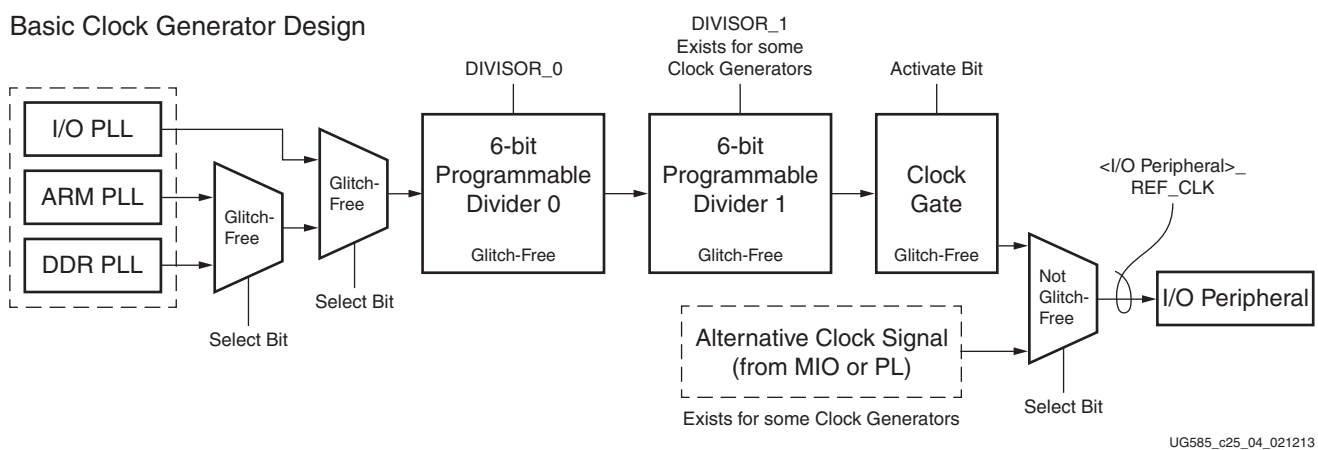 Basic Clock Generator Design
DIVISOR_0
DIVISOR_1
Exists for some
Clock Generators
Activate Bit
I/O PLL
ARM PLL
DDR PLL
Glitch-
Free
Select Bit
Glitch-
Free
Select Bit
6-bit
Programmable
Divider 0
Glitch-Free
6-bit
Programmable
Divider 1
Glitch-Free
Clock
Gate
Glitch-Free
Alternative Clock Signal
(from MIO or PL)
Exists for some Clock Generators
Not
Glitch-
Free
Select Bit
<I/O Peripheral>_
REF_CLK
I/O Peripheral
UG585_c25_04_021213